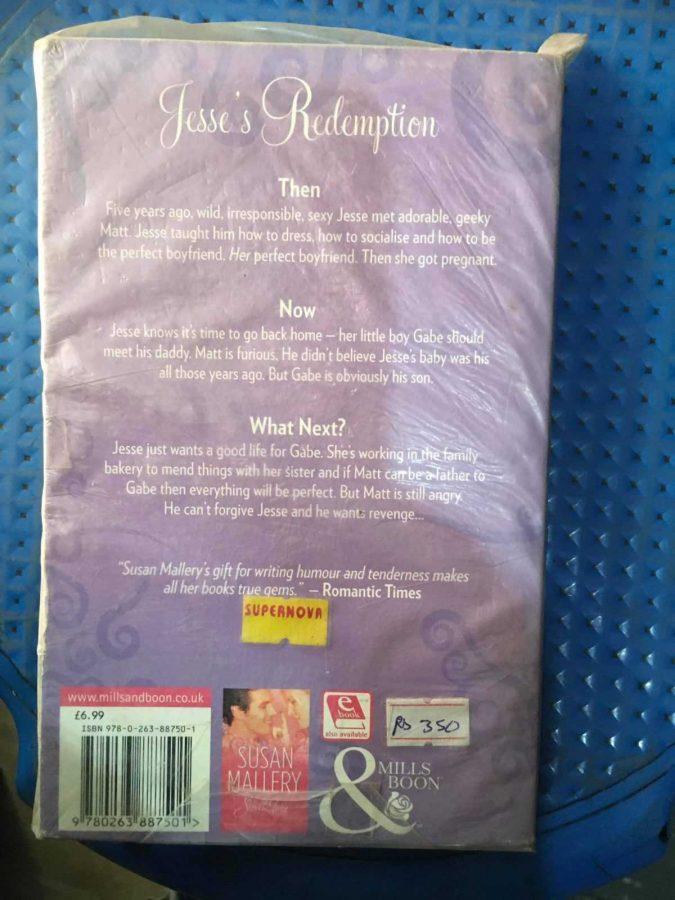 Jesse's Redemption
Then
Five years ago, wild, irresponsible, sexy Jesse met adorable, geeky
Matt. Jesse taught him how to dress, how to socialise and how to be
the perfect boyfriend. Her perfect boyfriend. Then she got pregnant.
Now
Jesse knows it's time to go back home – her little boy Gabe should
meet his daddy. Matt is furious. He didn't believe Jesse's baby was his
all those years ago. But Gabe is obviously his son.
What Next?
Jesse just wants a good life for Gabe. She's working in the family
bakery to mend things with her sister and if Matt can be a father to
Gabe then everything will be perfect. But Matt is still angry.
He can't forgive Jesse and he wants revenge...
"Susan Mallery's gift for writing humour and tenderness makes
all her books true gems." – Romantic Times
SUPERNOVA
www.millsandboon.co.uk
£6.99
ISBN 978-0-263-88750-1
9 780263 887501 >
SUSAN
MALLERY
e
book
also available
Rs 350
MILLS
&
BOON